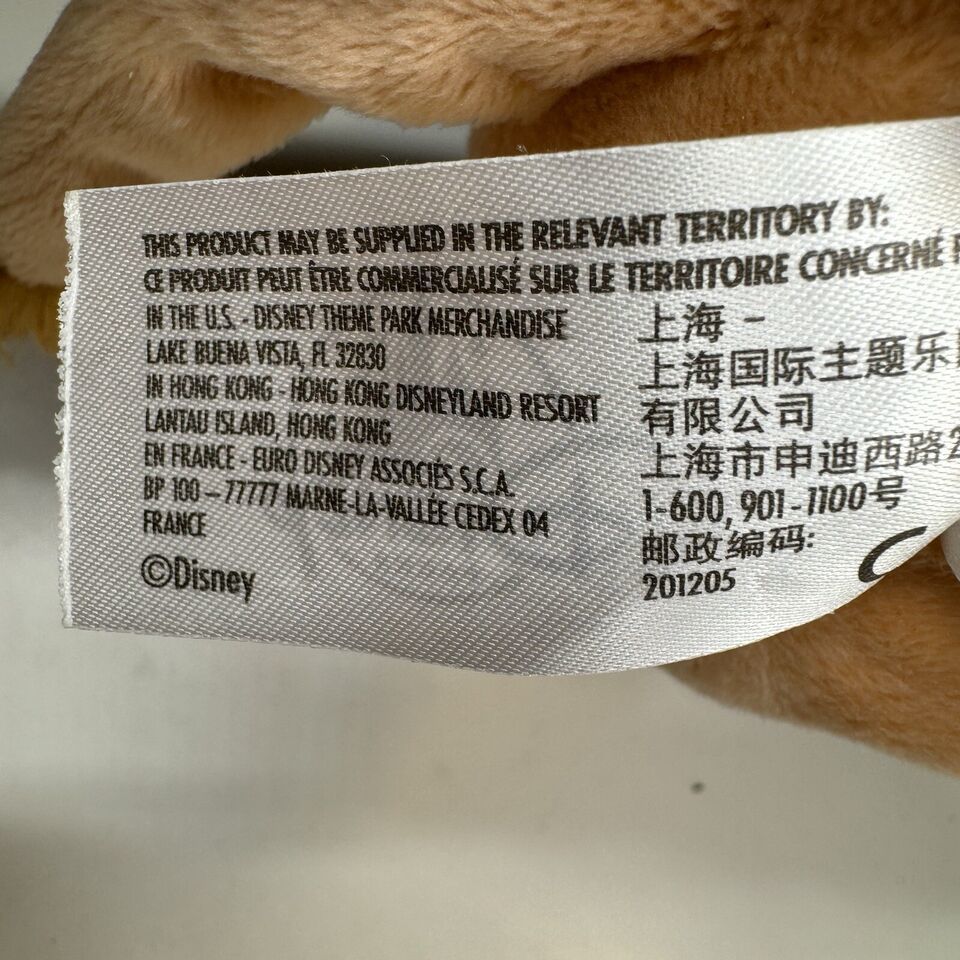 THIS PRODUCT MAY BE SUPPLIED IN THE RELEVANT TERRITORY BY:
CE PRODUIT PEUT ÊTRE COMMERCIALISÉ SUR LE TERRITOIRE CONCERNÉ
IN THE U.S. - DISNEY THEME PARK MERCHANDISE
LAKE BUENA VISTA, FL 32830
IN HONG KONG - HONG KONG DISNEYLAND RESORT
LANTAU ISLAND, HONG KONG
EN FRANCE - EURO DISNEY ASSOCIÉS S.C.A.
BP 100 – 77777 MARNE-LA-VALLÉE CEDEX 04
FRANCE
©Disney
上海 -
上海国际主题乐
有限公司
上海市申迪西路
1-600, 901-1100号
邮政编码:
201205